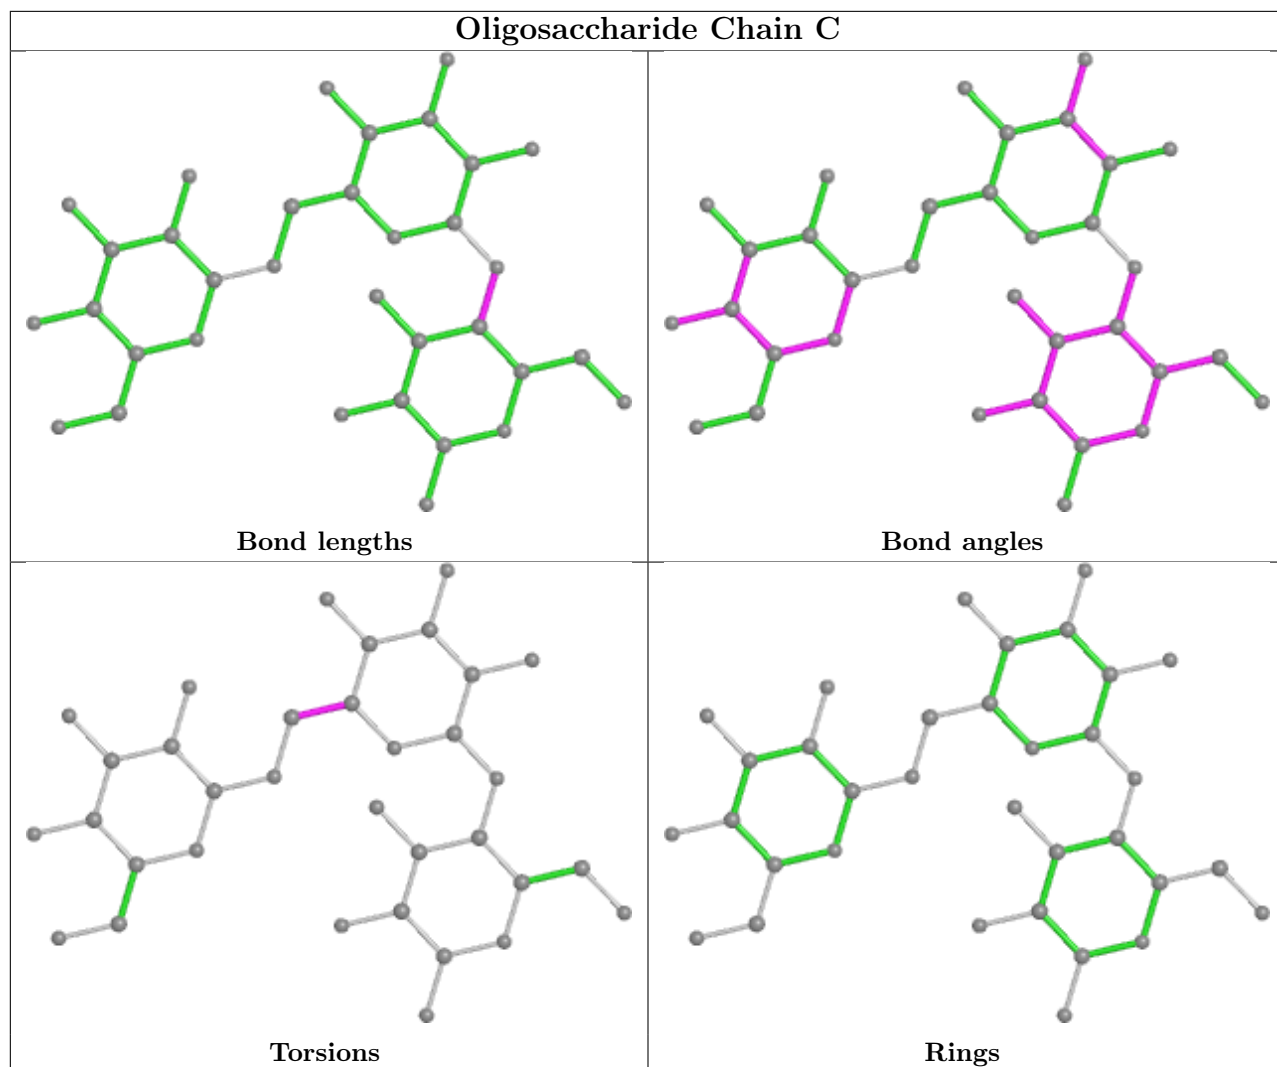 Oligosaccharide Chain C
Bond lengths
Bond angles
Torsions
Rings